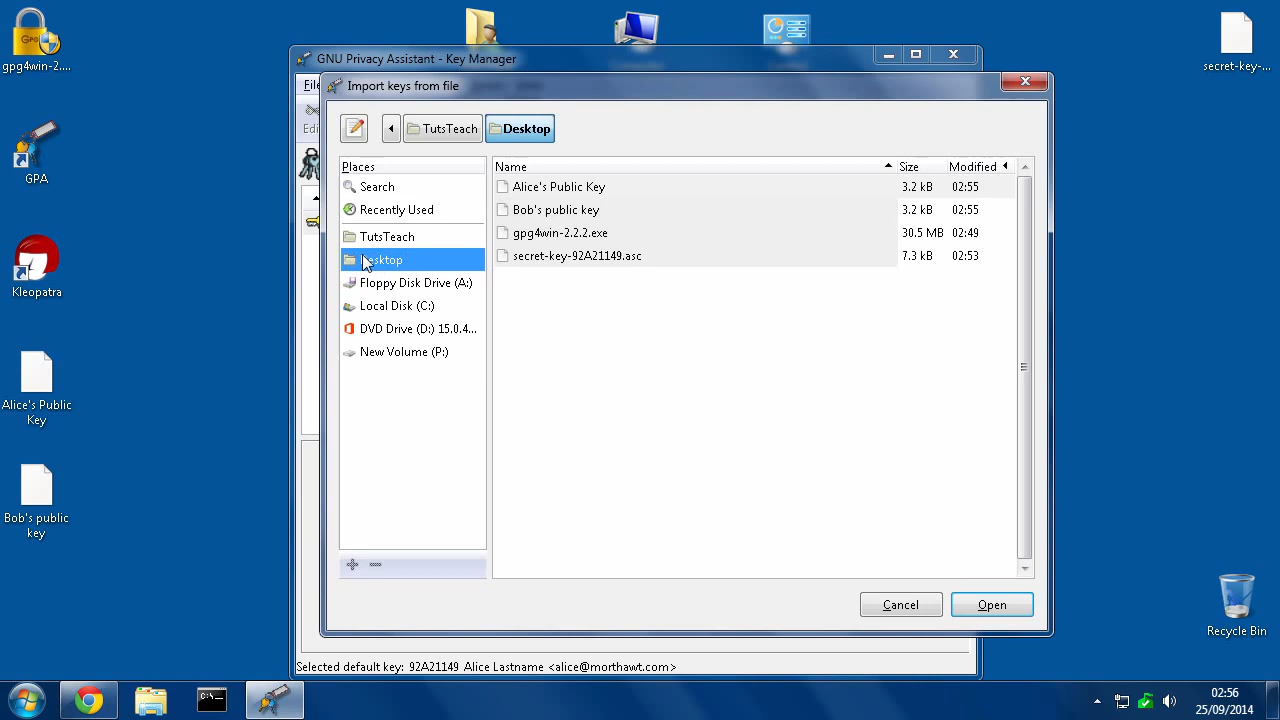 gpg4win-2....
GPA
Kleopatra
Alice's Public
Key
Bob's public
key
secret-key-...
Recycle Bin
GNU Privacy Assistant - Key Manager
File
Edi
Import keys from file
TutsTeach
Desktop
Places
Search
Recently Used
TutsTeach
Desktop
Floppy Disk Drive (A:)
Local Disk (C:)
DVD Drive (D:) 15.0.4...
New Volume (P:)
Name Size Modified
Alice's Public Key 3.2 kB 02:55
Bob's public key 3.2 kB 02:55
gpg4win-2.2.2.exe 30.5 MB 02:49
secret-key-92A21149.asc 7.3 kB 02:53
Cancel Open
Selected default key: 92A21149 Alice Lastname <alice@morthawt.com>
02:56
25/09/2014